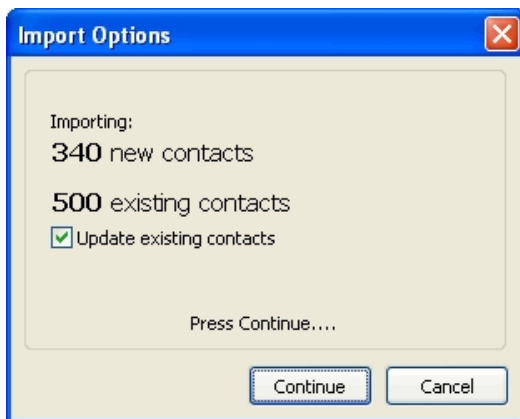 Import Options
Importing:
340 new contacts
500 existing contacts
Update existing contacts
Press Continue....
Continue Cancel